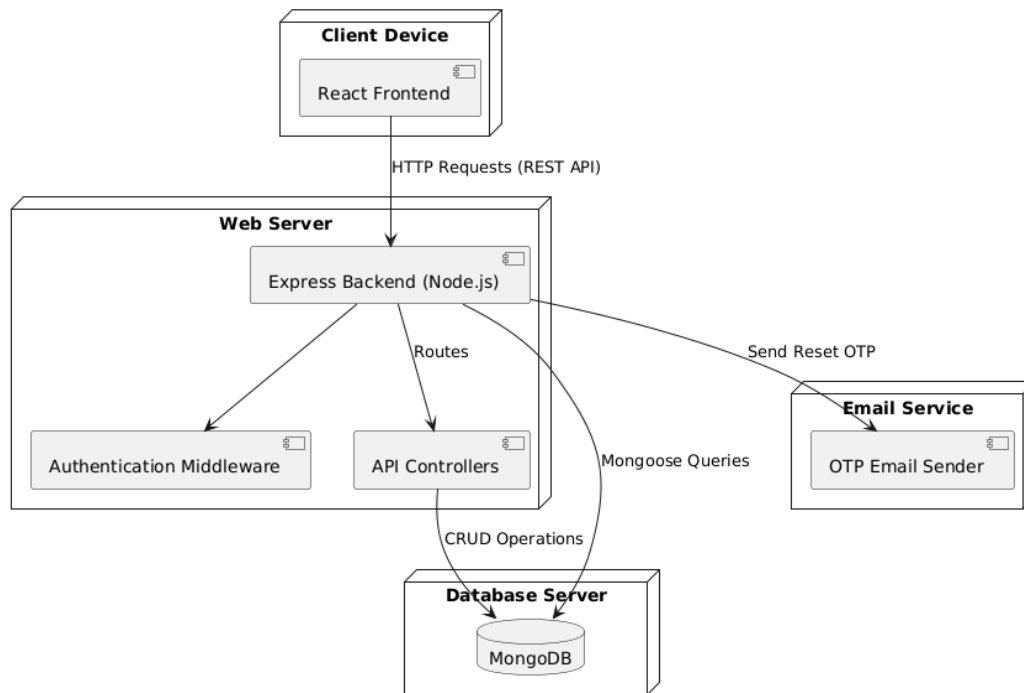 Client Device
React Frontend
HTTP Requests (REST API)
Web Server
Express Backend (Node.js)
Routes
Send Reset OTP
Email Service
Authentication Middleware
API Controllers
Mongoose Queries
OTP Email Sender
CRUD Operations
Database Server
MongoDB